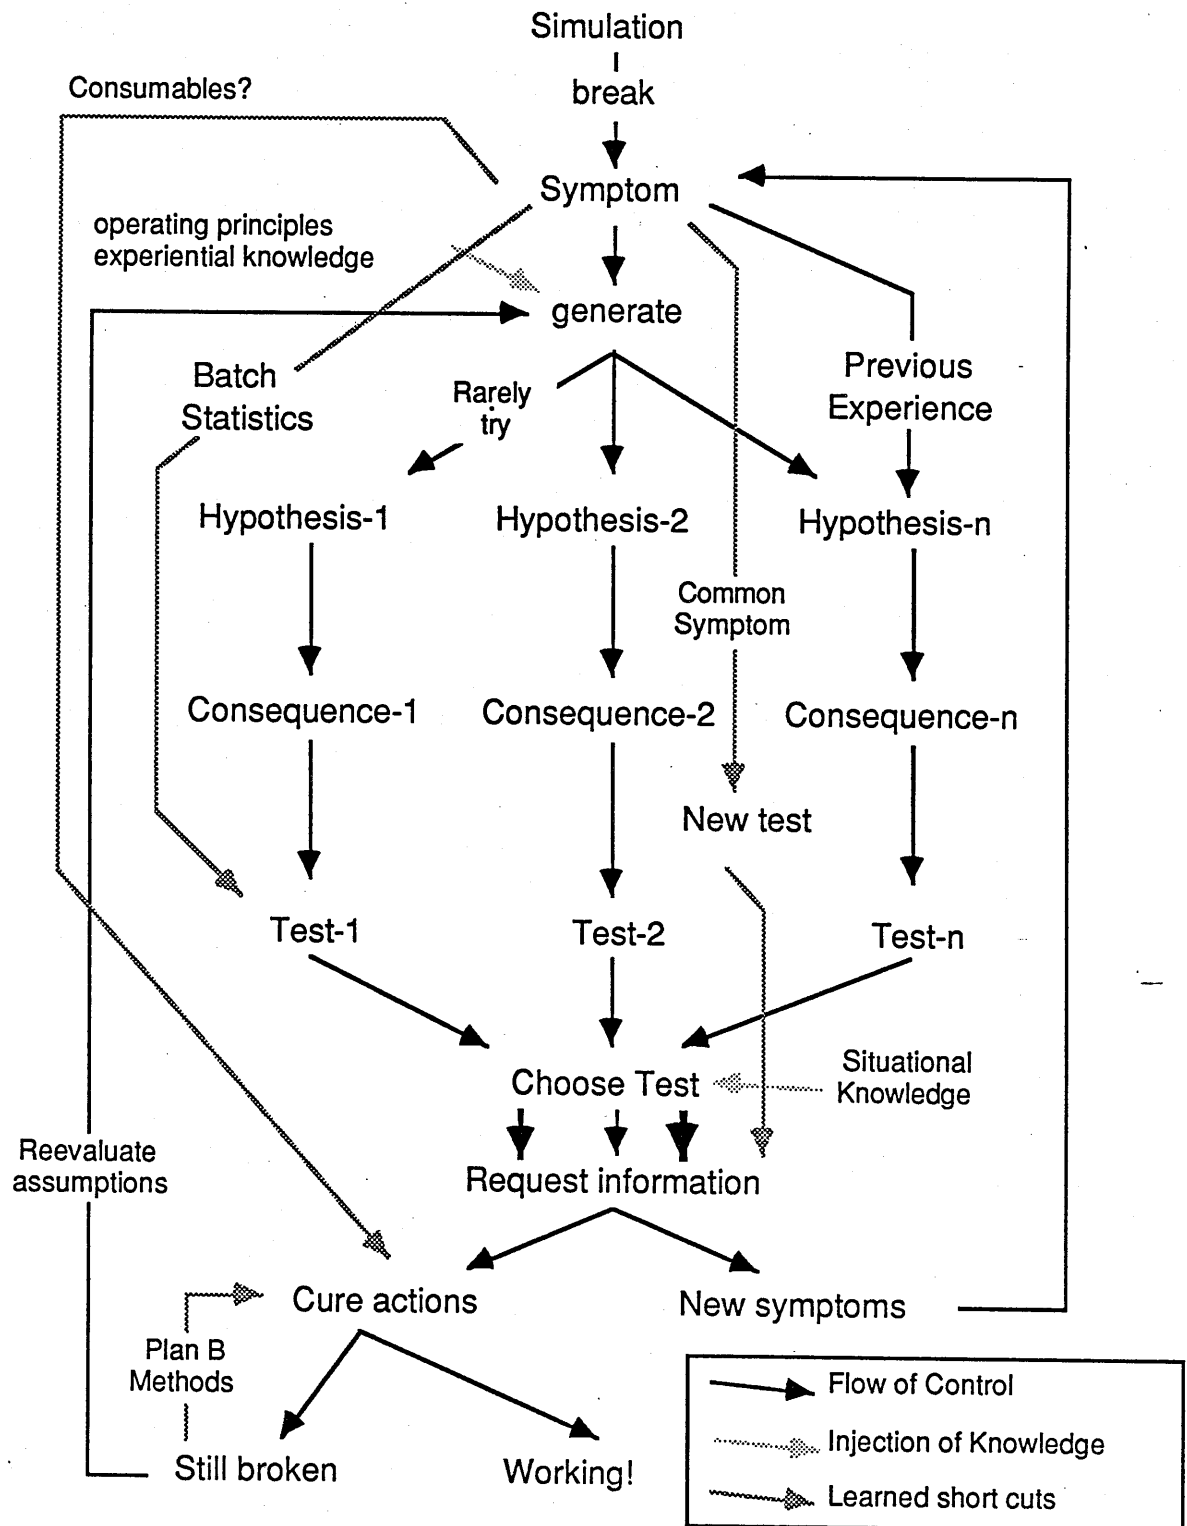 Simulation
break
Consumables?
Symptom
operating principles
experiential knowledge
generate
Batch
Statistics
Rarely
try
Previous
Experience
Hypothesis-1
Hypothesis-2
Hypothesis-n
Common
Symptom
Consequence-1
Consequence-2
Consequence-n
New test
Test-1
Test-2
Test-n
Choose Test
Situational
Knowledge
Reevaluate
assumptions
Request information
Cure actions
New symptoms
Plan B
Methods
Still broken
Working!
Flow of Control
Injection of Knowledge
Learned short cuts